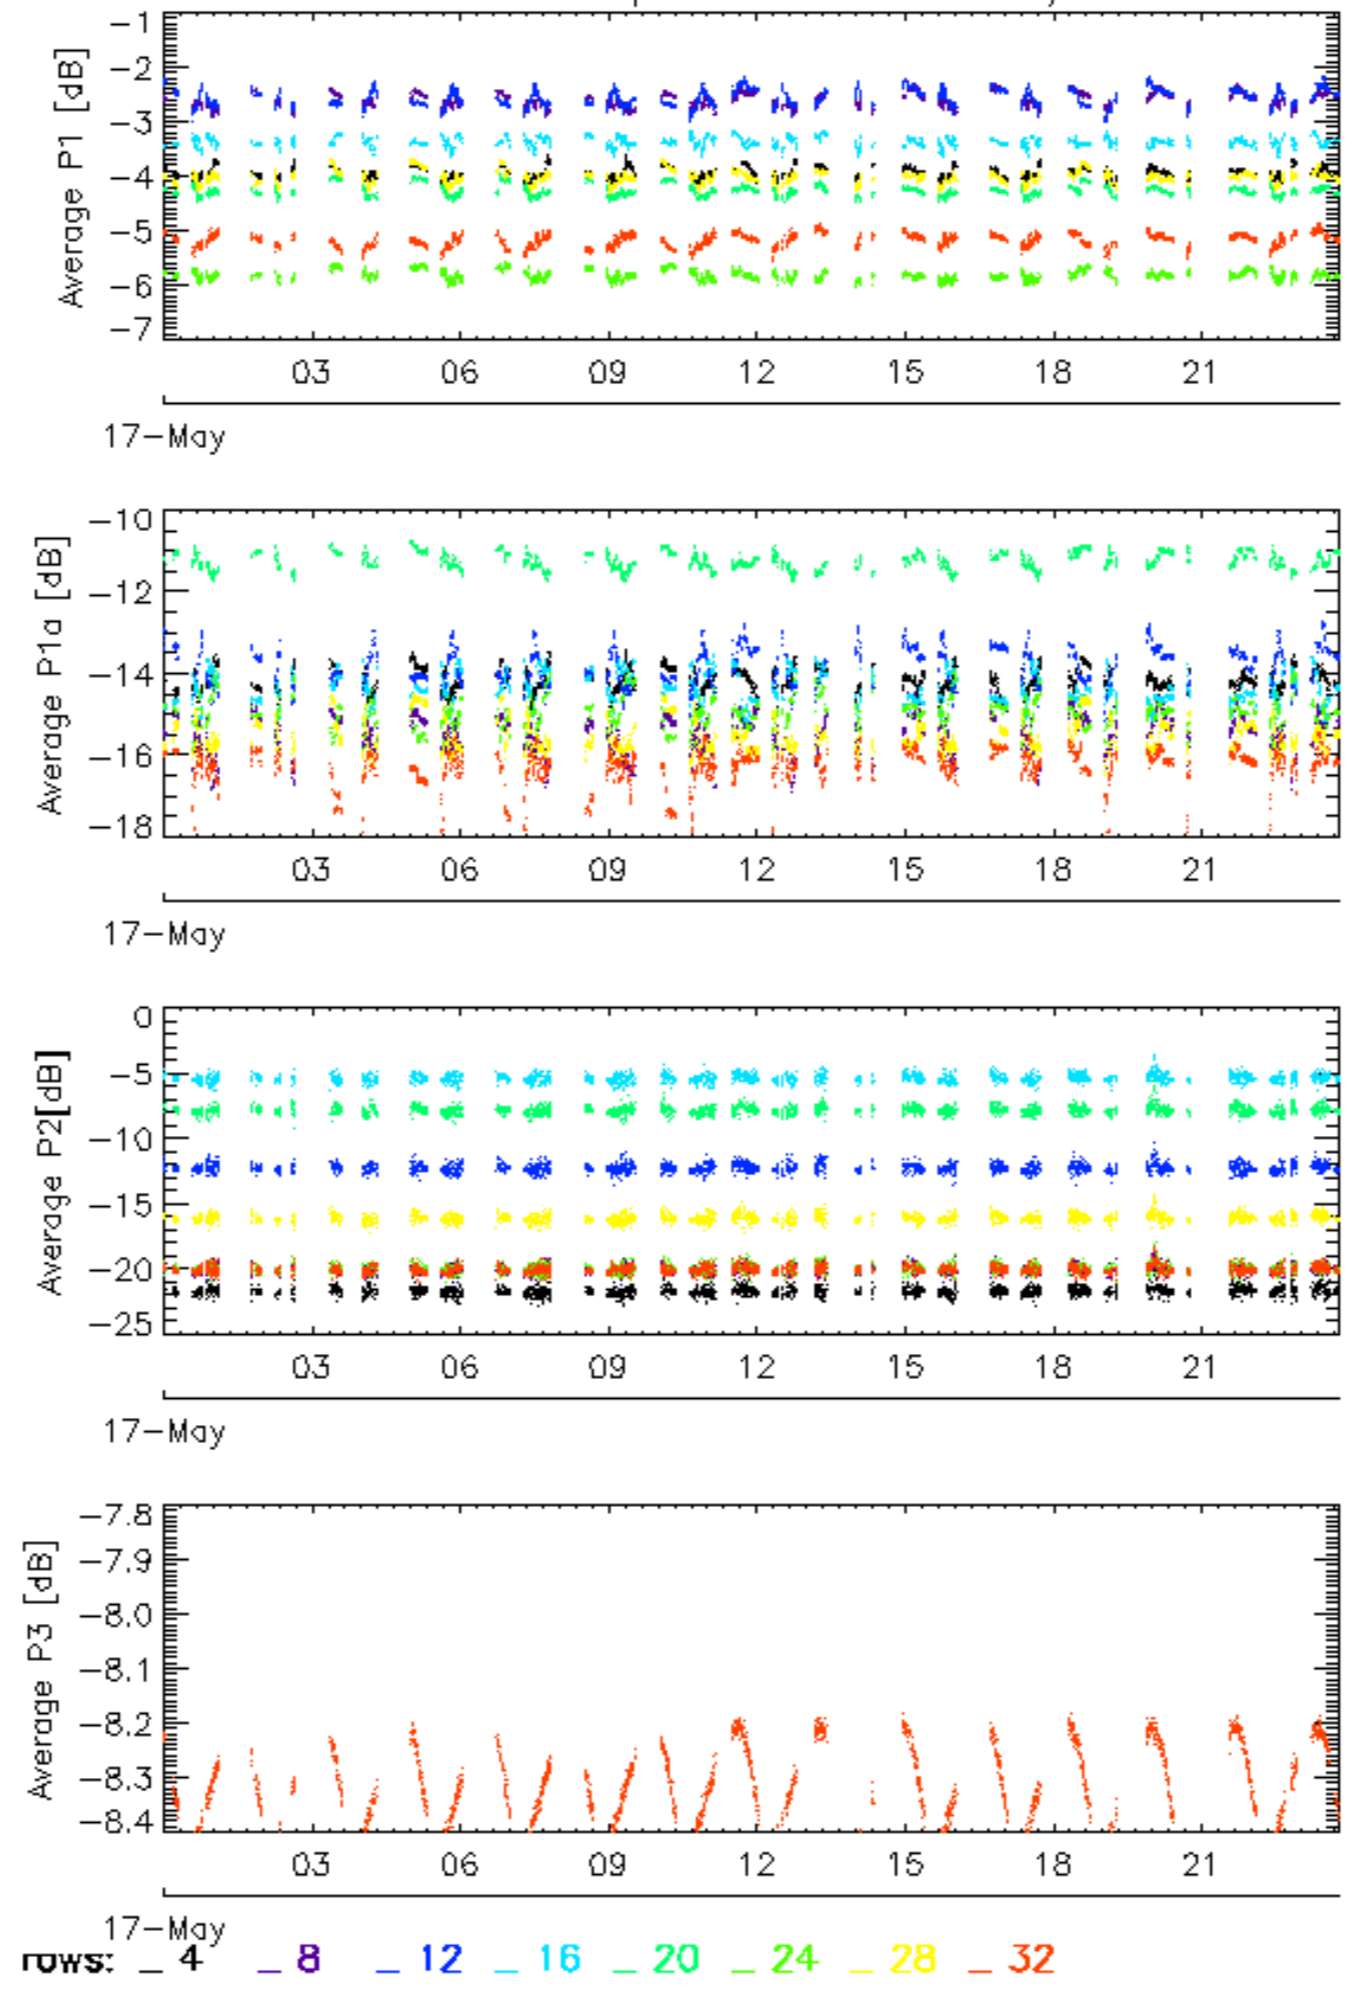 Average P1 [dB]
-1
-2
-3
-4
-5
-6
-7
03 06 09 12 15 18 21
17-May
Average P1a [dB]
-10
-12
-14
-16
-18
03 06 09 12 15 18 21
17-May
Average P2[dB]
0
-5
-10
-15
-20
-25
03 06 09 12 15 18 21
17-May
Average P3 [dB]
-7.8
-7.9
-8.0
-8.1
-8.2
-8.3
-8.4
03 06 09 12 15 18 21
17-May
rows: _ 4 _ 8 _ 12 _ 16 _ 20 _ 24 _ 28 _ 32